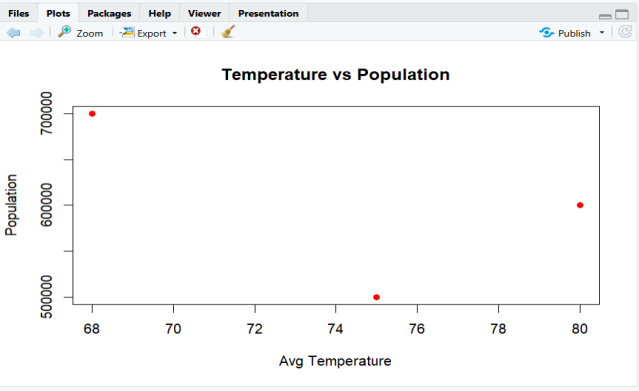 Files Plots Packages Help Viewer Presentation
Zoom Export Publish
Temperature vs Population
Population
700000
600000
500000
68 70 72 74 76 78 80
Avg Temperature